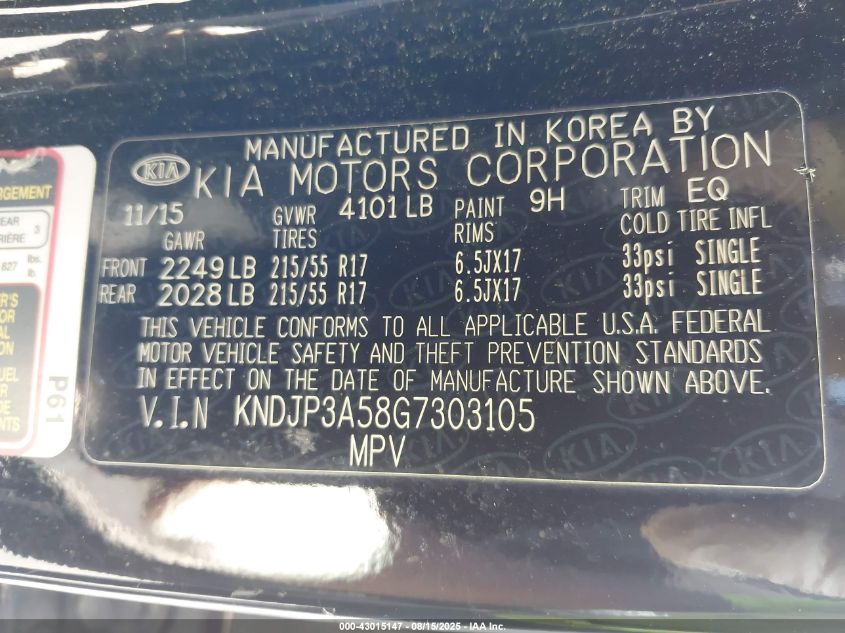 MANUFACTURED IN KOREA BY
KIA KIA MOTORS CORPORATION
11/15 GVWR 4101 LB PAINT 9H TRIM EQ
GAWR TIRES RIMS COLD TIRE INFL
FRONT 2249 LB 215/55 R17 6.5JX17 33psi SINGLE
REAR 2028 LB 215/55 R17 6.5JX17 33psi SINGLE
THIS VEHICLE CONFORMS TO ALL APPLICABLE U.S.A. FEDERAL
MOTOR VEHICLE SAFETY AND THEFT PREVENTION STANDARDS
IN EFFECT ON THE DATE OF MANUFACTURE SHOWN ABOVE.
V.I.N KNDJP3A58G7303105
MPV
P61
000-43015147 - 08/15/2025 - IAA Inc.